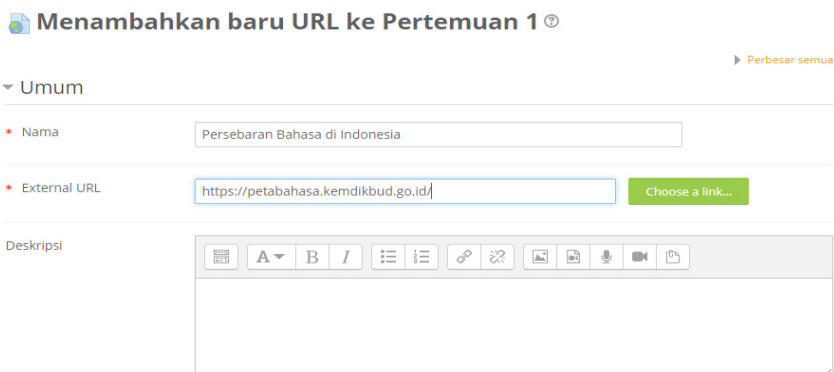 Menambahkan baru URL ke Pertemuan 1
Perbesar semua
Umum
* Nama
Persebaran Bahasa di Indonesia
* External URL
https://petabahasa.kemdikbud.go.id/
Choose a link...
Deskripsi
A B I